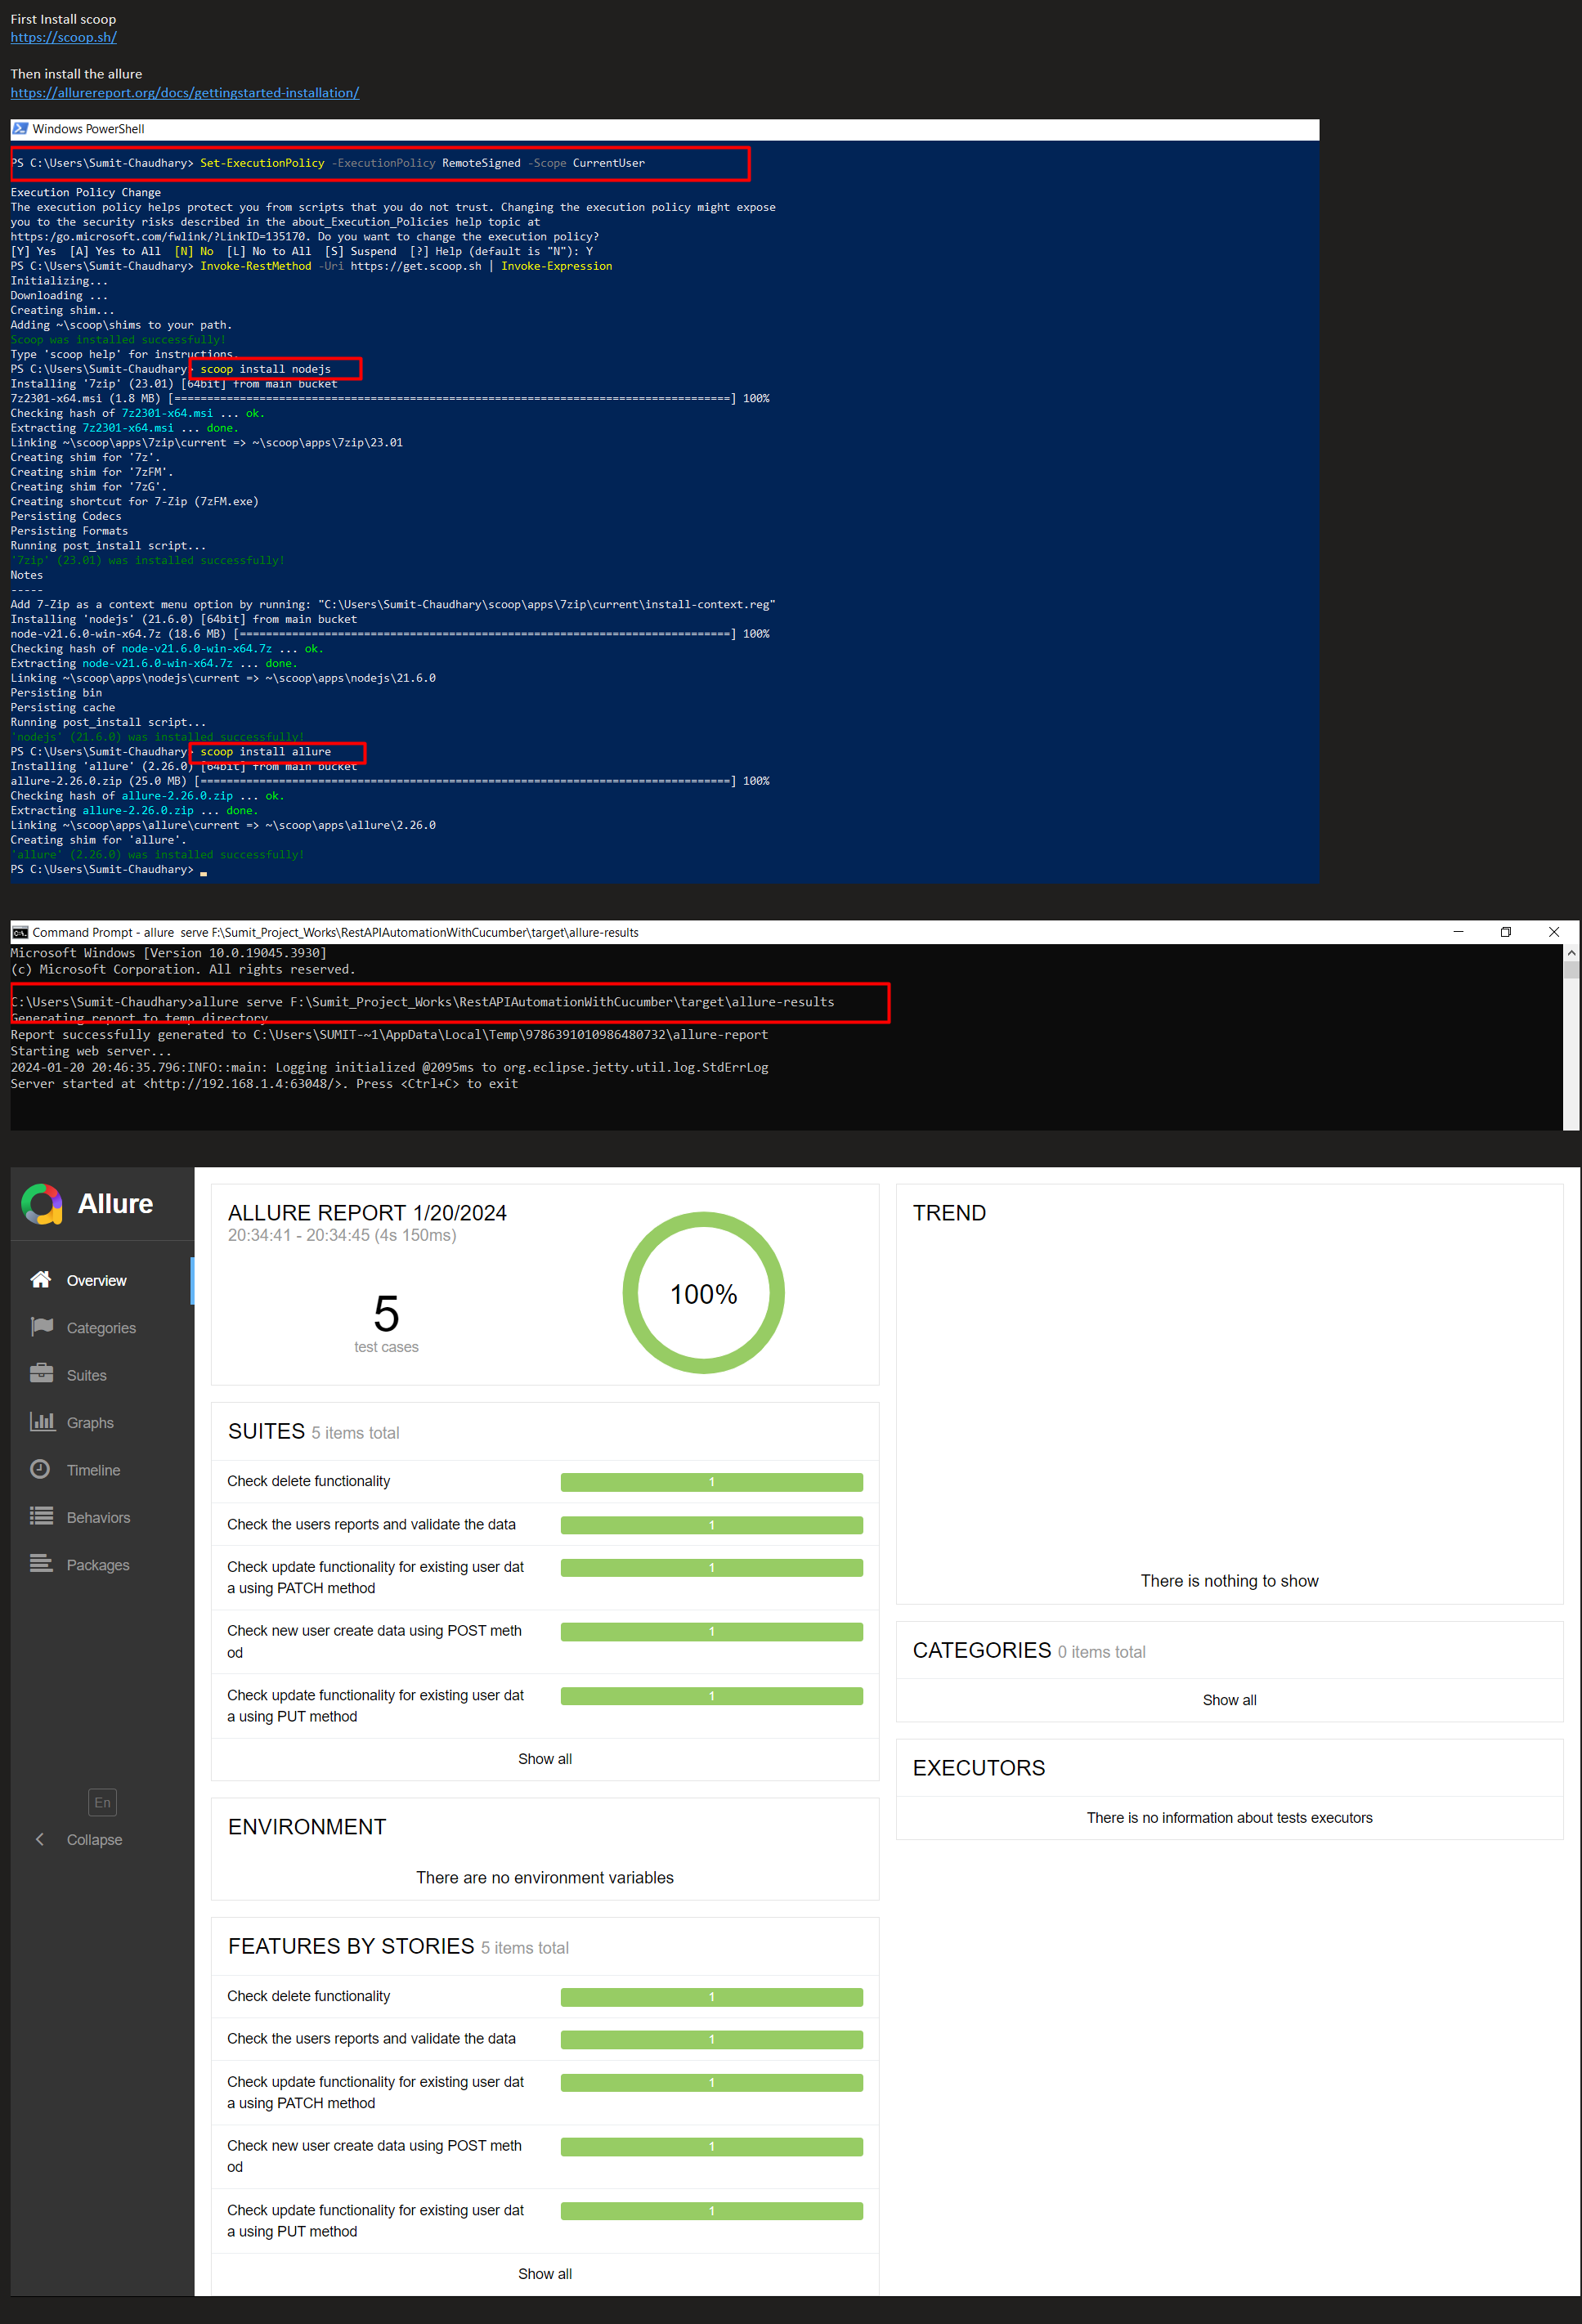 First Install scoop
https://scoop.sh/
Then install the allure
https://allurereport.org/docs/gettingstarted-installation/
Windows PowerShell
PS C:\Users\Sumit-Chaudhary> Set-ExecutionPolicy -ExecutionPolicy RemoteSigned -Scope CurrentUser
Execution Policy Change
The execution policy helps protect you from scripts that you do not trust. Changing the execution policy might expose
you to the security risks described in the about_Execution_Policies help topic at
https:/go.microsoft.com/fwlink/?LinkID=135170. Do you want to change the execution policy?
[Y] Yes  [A] Yes to All  [N] No  [L] No to All  [S] Suspend  [?] Help (default is "N"): Y
PS C:\Users\Sumit-Chaudhary> Invoke-RestMethod -Uri https://get.scoop.sh | Invoke-Expression
Initializing...
Downloading ...
Creating shim...
Adding ~\scoop\shims to your path.
Scoop was installed successfully!
Type 'scoop help' for instructions.
PS C:\Users\Sumit-Chaudhary> scoop install nodejs
Installing '7zip' (23.01) [64bit] from main bucket
7z2301-x64.msi (1.8 MB) [=====================================================================================] 100%
Checking hash of 7z2301-x64.msi ... ok.
Extracting 7z2301-x64.msi ... done.
Linking ~\scoop\apps\7zip\current => ~\scoop\apps\7zip\23.01
Creating shim for '7z'.
Creating shim for '7zFM'.
Creating shim for '7zG'.
Creating shortcut for 7-Zip (7zFM.exe)
Persisting Codecs
Persisting Formats
Running post_install script...
'7zip' (23.01) was installed successfully!
Notes
-----
Add 7-Zip as a context menu option by running: "C:\Users\Sumit-Chaudhary\scoop\apps\7zip\current\install-context.reg"
Installing 'nodejs' (21.6.0) [64bit] from main bucket
node-v21.6.0-win-x64.7z (18.6 MB) [===========================================================================] 100%
Checking hash of node-v21.6.0-win-x64.7z ... ok.
Extracting node-v21.6.0-win-x64.7z ... done.
Linking ~\scoop\apps\nodejs\current => ~\scoop\apps\nodejs\21.6.0
Persisting bin
Persisting cache
Running post_install script...
'nodejs' (21.6.0) was installed successfully!
PS C:\Users\Sumit-Chaudhary> scoop install allure
Installing 'allure' (2.26.0) [64bit] from main bucket
allure-2.26.0.zip (25.0 MB) [=================================================================================] 100%
Checking hash of allure-2.26.0.zip ... ok.
Extracting allure-2.26.0.zip ... done.
Linking ~\scoop\apps\allure\current => ~\scoop\apps\allure\2.26.0
Creating shim for 'allure'.
'allure' (2.26.0) was installed successfully!
PS C:\Users\Sumit-Chaudhary>
Command Prompt - allure  serve F:\Sumit_Project_Works\RestAPIAutomationWithCucumber\target\allure-results
Microsoft Windows [Version 10.0.19045.3930]
(c) Microsoft Corporation. All rights reserved.
C:\Users\Sumit-Chaudhary>allure serve F:\Sumit_Project_Works\RestAPIAutomationWithCucumber\target\allure-results
Generating report to temp directory
Report successfully generated to C:\Users\SUMIT-~1\AppData\Local\Temp\9786391010986480732\allure-report
Starting web server...
2024-01-20 20:46:35.796:INFO::main: Logging initialized @2095ms to org.eclipse.jetty.util.log.StdErrLog
Server started at <http://192.168.1.4:63048/>. Press <Ctrl+C> to exit
Allure
Overview
Categories
Suites
Graphs
Timeline
Behaviors
Packages
En
Collapse
ALLURE REPORT 1/20/2024
20:34:41 - 20:34:45 (4s 150ms)
5
test cases
100%
SUITES 5 items total
Check delete functionality 1
Check the users reports and validate the data 1
Check update functionality for existing user dat 1
a using PATCH method
Check new user create data using POST meth 1
od
Check update functionality for existing user dat 1
a using PUT method
Show all
ENVIRONMENT
There are no environment variables
FEATURES BY STORIES 5 items total
Check delete functionality 1
Check the users reports and validate the data 1
Check update functionality for existing user dat 1
a using PATCH method
Check new user create data using POST meth 1
od
Check update functionality for existing user dat 1
a using PUT method
Show all
TREND
There is nothing to show
CATEGORIES 0 items total
Show all
EXECUTORS
There is no information about tests executors